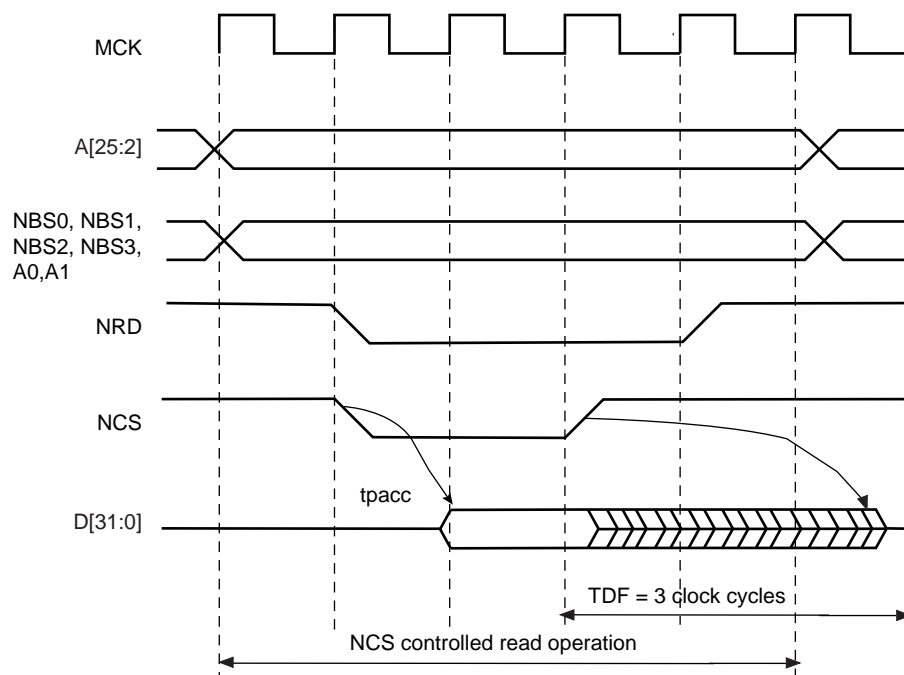 MCK
A[25:2]
NBS0, NBS1,
NBS2, NBS3,
A0,A1
NRD
NCS
tpacc
D[31:0]
TDF = 3 clock cycles
NCS controlled read operation